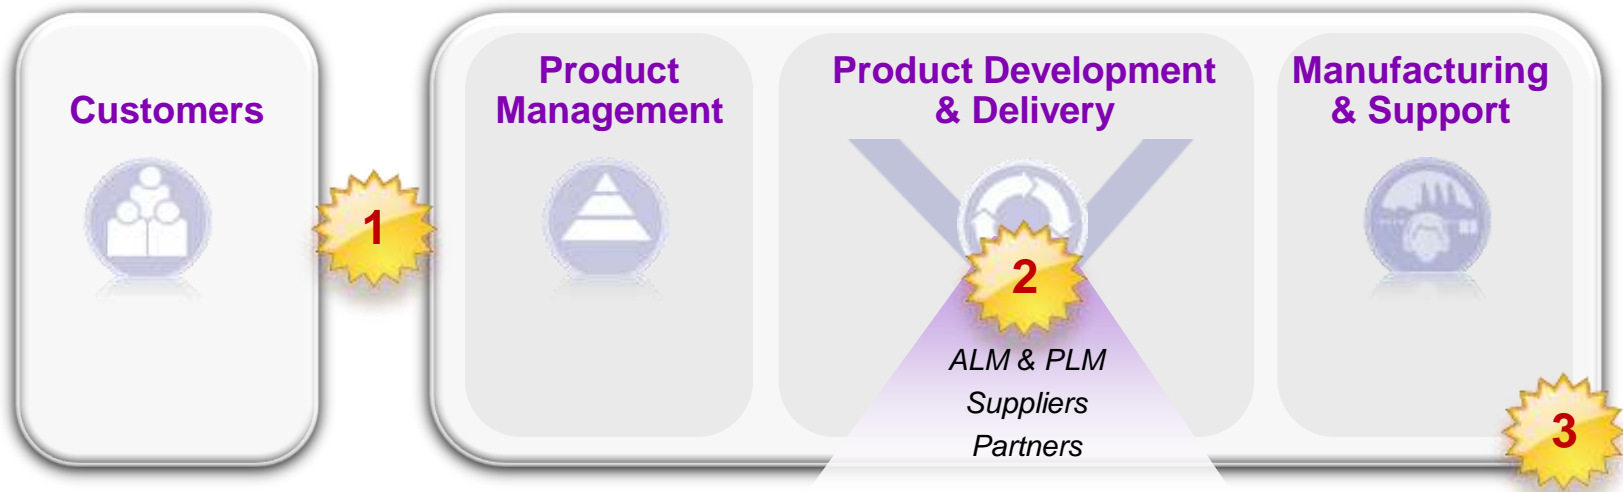 Customers
1
Product
Management
Product Development
& Delivery
2
ALM & PLM
Suppliers
Partners
Manufacturing
& Support
3